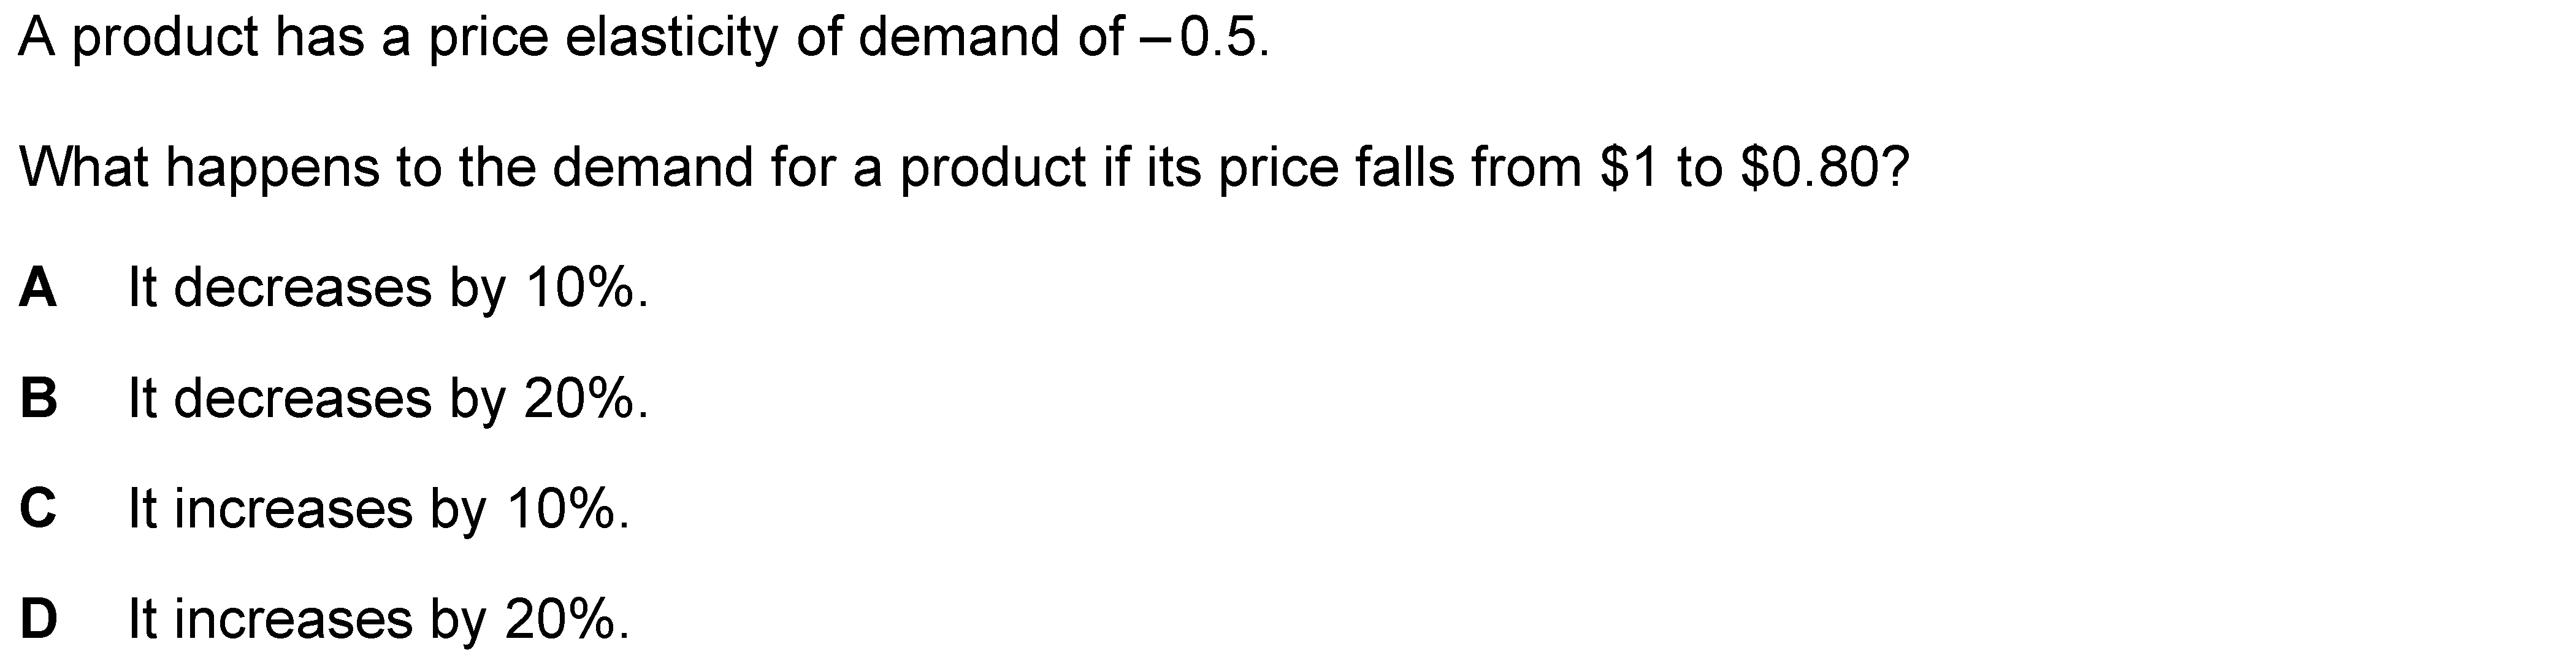 A product has a price elasticity of demand of –0.5.
What happens to the demand for a product if its price falls from $1 to $0.80?
A It decreases by 10%.
B It decreases by 20%.
C It increases by 10%.
D It increases by 20%.